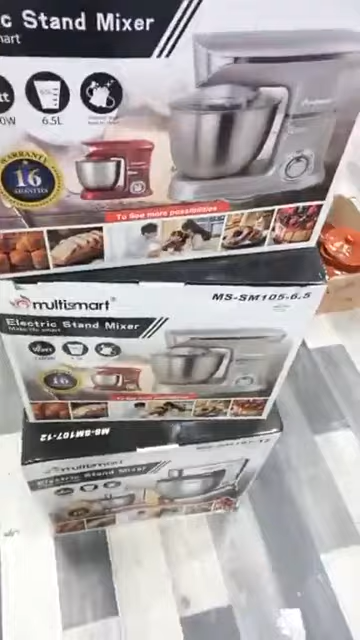 c Stand Mixer
nart
0W
6.5L
WARRANTY
16
MONTHS
To See more possibilities
multismart
MS-SM105-6.5
Electric Stand Mixer
Make life smart
16
MS-SM107-12
multismart
Electric Stand Mixer